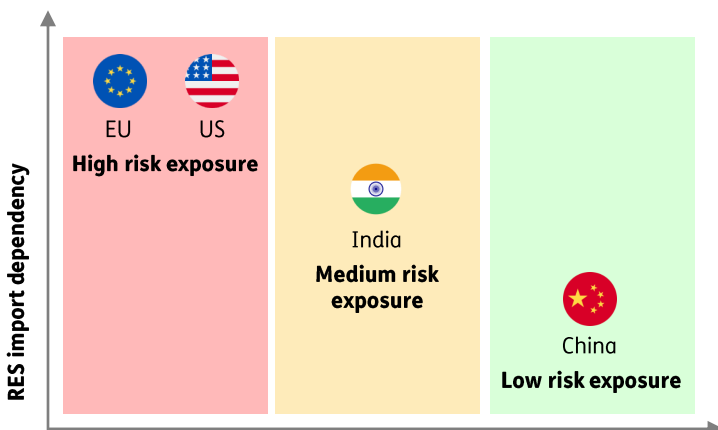 EU
US
High risk exposure
India
Medium risk
exposure
China
Low risk exposure
RES import dependency